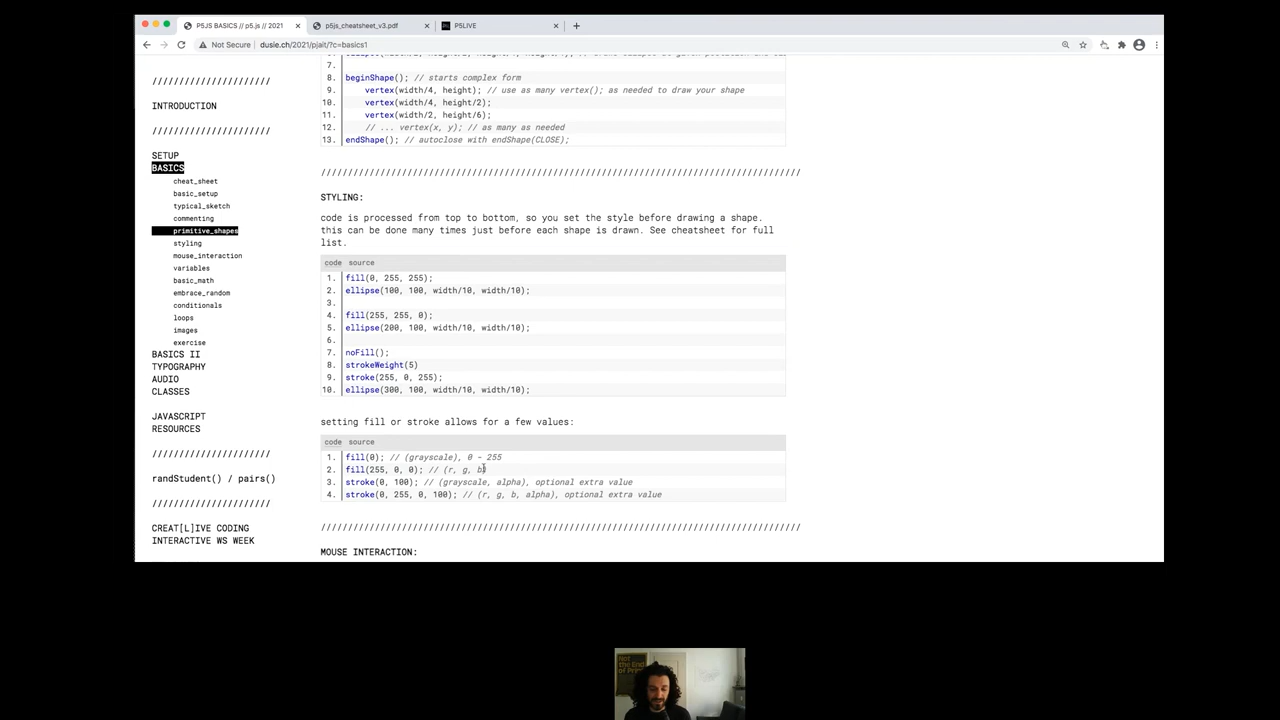 P5JS BASICS // p5.js // 2021
p5js_cheatsheet_v3.pdf
P5LIVE
Not Secure
dusie.ch/2021/p|alt/?c=basics1
////////////////////////
INTRODUCTION
////////////////////////
SETUP
BASICS
cheat_sheet
basic_setup
typical_sketch
commenting
primitive_shapes
styling
mouse_interaction
variables
basic_math
embrace_random
conditionals
loops
images
exercise
BASICS II
TYPOGRAPHY
AUDIO
CLASSES
JAVASCRIPT
RESOURCES
////////////////////////
randStudent() / pairs()
////////////////////////
CREAT[L]IVE CODING
INTERACTIVE WS WEEK
7.
8. beginShape(); // starts complex form
9. vertex(width/4, height); // use as many vertex(); as needed to draw your shape
10. vertex(width/4, height/2);
11. vertex(width/2, height/6);
12. // ... vertex(x, y); // as many as needed
13. endShape(); // autoclose with endShape(CLOSE);
////////////////////////////////////////////////////////////////////////////////
STYLING:
code is processed from top to bottom, so you set the style before drawing a shape.
this can be done many times just before each shape is drawn. See cheatsheet for full
list.
code source
1. fill(0, 255, 255);
2. ellipse(100, 100, width/10, width/10);
3.
4. fill(255, 255, 0);
5. ellipse(200, 100, width/10, width/10);
6.
7. noFill();
8. strokeWeight(5)
9. stroke(255, 0, 255);
10. ellipse(300, 100, width/10, width/10);
setting fill or stroke allows for a few values:
code source
1. fill(0); // (grayscale), 0 - 255
2. fill(255, 0, 0); // (r, g, b)
3. stroke(0, 100); // (grayscale, alpha), optional extra value
4. stroke(0, 255, 0, 100); // (r, g, b, alpha), optional extra value
////////////////////////////////////////////////////////////////////////////////
MOUSE INTERACTION:
Not
the End
of Print